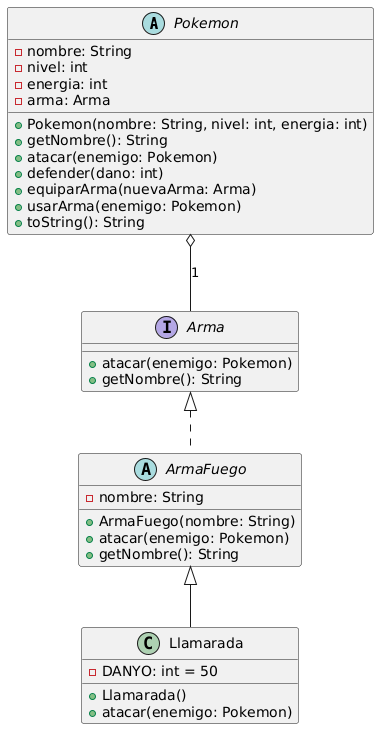 A Pokemon
nombre: String
nivel: int
energia: int
arma: Arma
Pokemon(nombre: String, nivel: int, energia: int)
getNombre(): String
atacar(enemigo: Pokemon)
defender(dano: int)
equiparArma(nuevaArma: Arma)
usarArma(enemigo: Pokemon)
toString(): String
1
I Arma
atacar(enemigo: Pokemon)
getNombre(): String
A ArmaFuego
nombre: String
ArmaFuego(nombre: String)
atacar(enemigo: Pokemon)
getNombre(): String
C Llamarada
DANYO: int = 50
Llamarada()
atacar(enemigo: Pokemon)